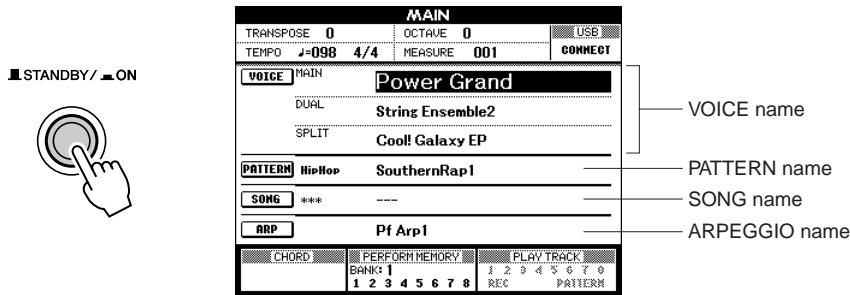 STANDBY/ ON
MAIN
TRANSPOSE 0 OCTAVE 0 USB
TEMPO ♩=098 4/4 MEASURE 001 CONNECT
VOICE MAIN Power Grand
DUAL String Ensemble2
SPLIT Cool! Galaxy EP
VOICE name
PATTERN HipHop SouthernRap1 PATTERN name
SONG *** --- SONG name
ARP Pf Arp1 ARPEGGIO name
CHORD PERFORM MEMORY PLAY TRACK
BANK: 1 1 2 3 4 5 6 7 8
1 2 3 4 5 6 7 8 REC PATTERN